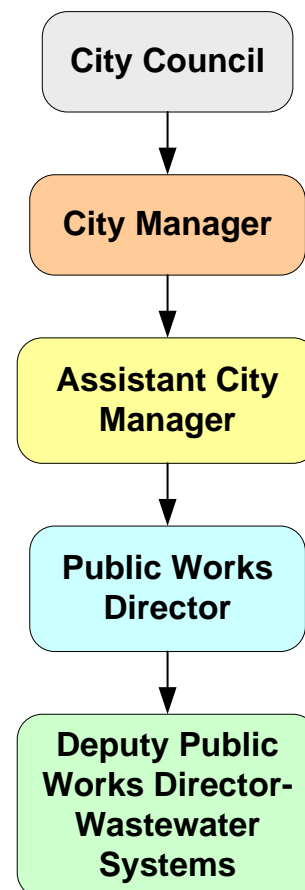 City Council
City Manager
Assistant City
Manager
Public Works
Director
Deputy Public
Works Director-
Wastewater
Systems